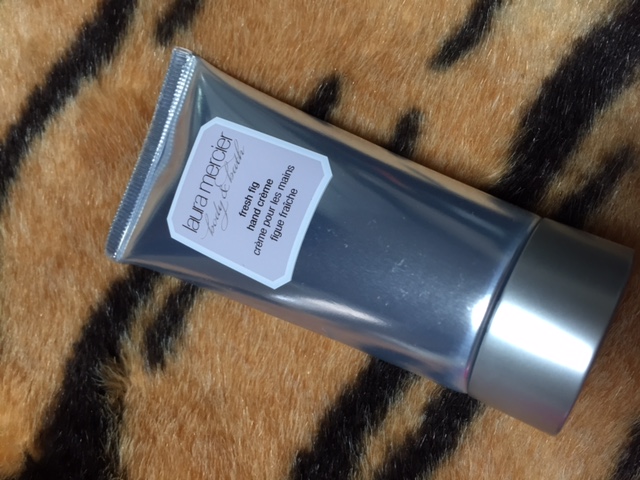 laura mercier
body & bath
fresh fig
hand crème
crème pour les mains
figue fraîche